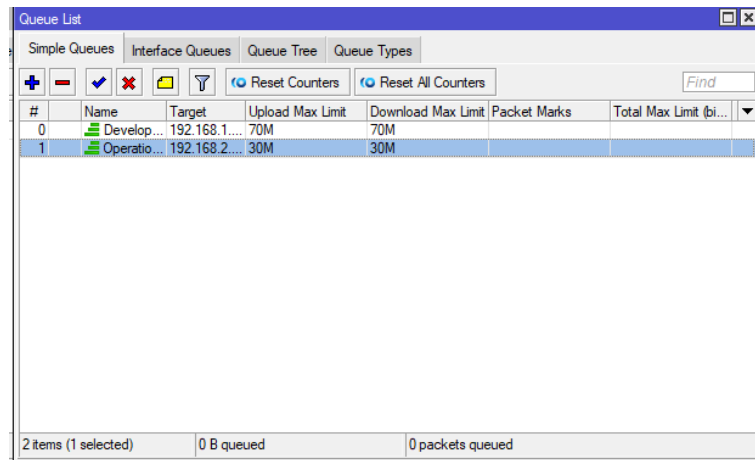 Queue List
Simple Queues Interface Queues Queue Tree Queue Types
Reset Counters Reset All Counters Find
# Name Target Upload Max Limit Download Max Limit Packet Marks Total Max Limit (bi...
0 Develop... 192.168.1.... 70M 70M
1 Operatio... 192.168.2.... 30M 30M
2 items (1 selected) 0 B queued 0 packets queued